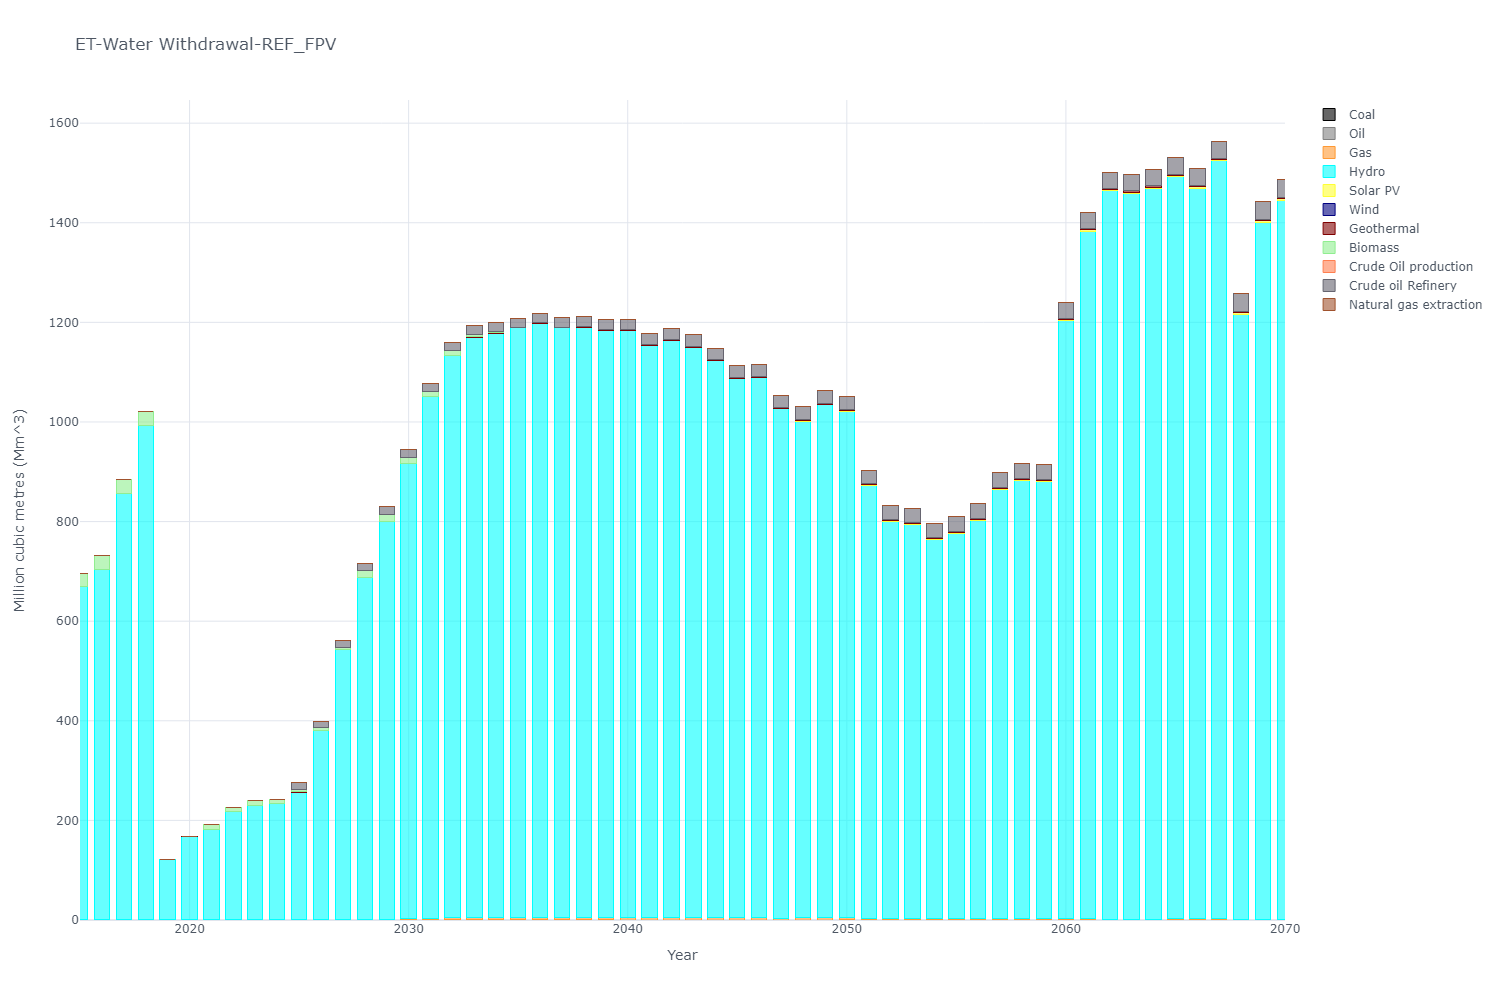 ET-Water Withdrawal-REF_FPV
1600
1400
1200
1000
800
600
400
200
0
Million cubic metres (Mm^3)
2020
2030
2040
2050
2060
2070
Year
Coal
Oil
Gas
Hydro
Solar PV
Wind
Geothermal
Biomass
Crude Oil production
Crude oil Refinery
Natural gas extraction